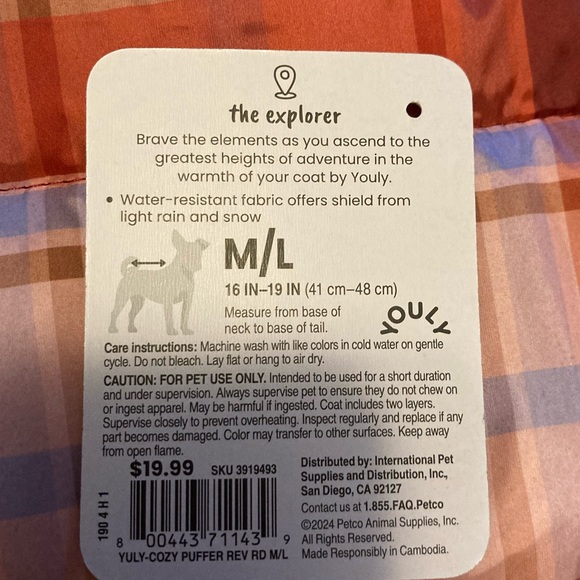 the explorer
Brave the elements as you ascend to the
greatest heights of adventure in the
warmth of your coat by Youly.
• Water-resistant fabric offers shield from
light rain and snow
M/L
16 IN–19 IN (41 cm–48 cm)
Measure from base of
neck to base of tail.
YOULY
Care instructions: Machine wash with like colors in cold water on gentle
cycle. Do not bleach. Lay flat or hang to air dry.
CAUTION: FOR PET USE ONLY. Intended to be used for a short duration
and under supervision. Always supervise pet to ensure they do not chew on
or ingest apparel. May be harmful if ingested. Coat includes two layers.
Supervise closely to prevent overheating. Inspect regularly and replace if any
part becomes damaged. Color may transfer to other surfaces. Keep away
from open flame.
$19.99 SKU 3919493
190 4 H 1
8 00443 71143 9
YULY-COZY PUFFER REV RD M/L
Distributed by: International Pet
Supplies and Distribution, Inc.,
San Diego, CA 92127
Contact us at 1.855.FAQ.Petco
©2024 Petco Animal Supplies, Inc.
All Rights Reserved.
Made Responsibly in Cambodia.